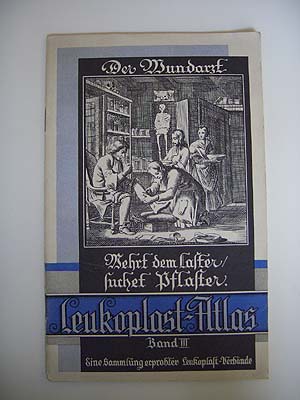 Der Wundarzt
Wehrt dem laster/
suchet Pflaster.
Leukoplast-Atlas
Band III
Eine Sammlung erprobter Leukoplast-Verbände